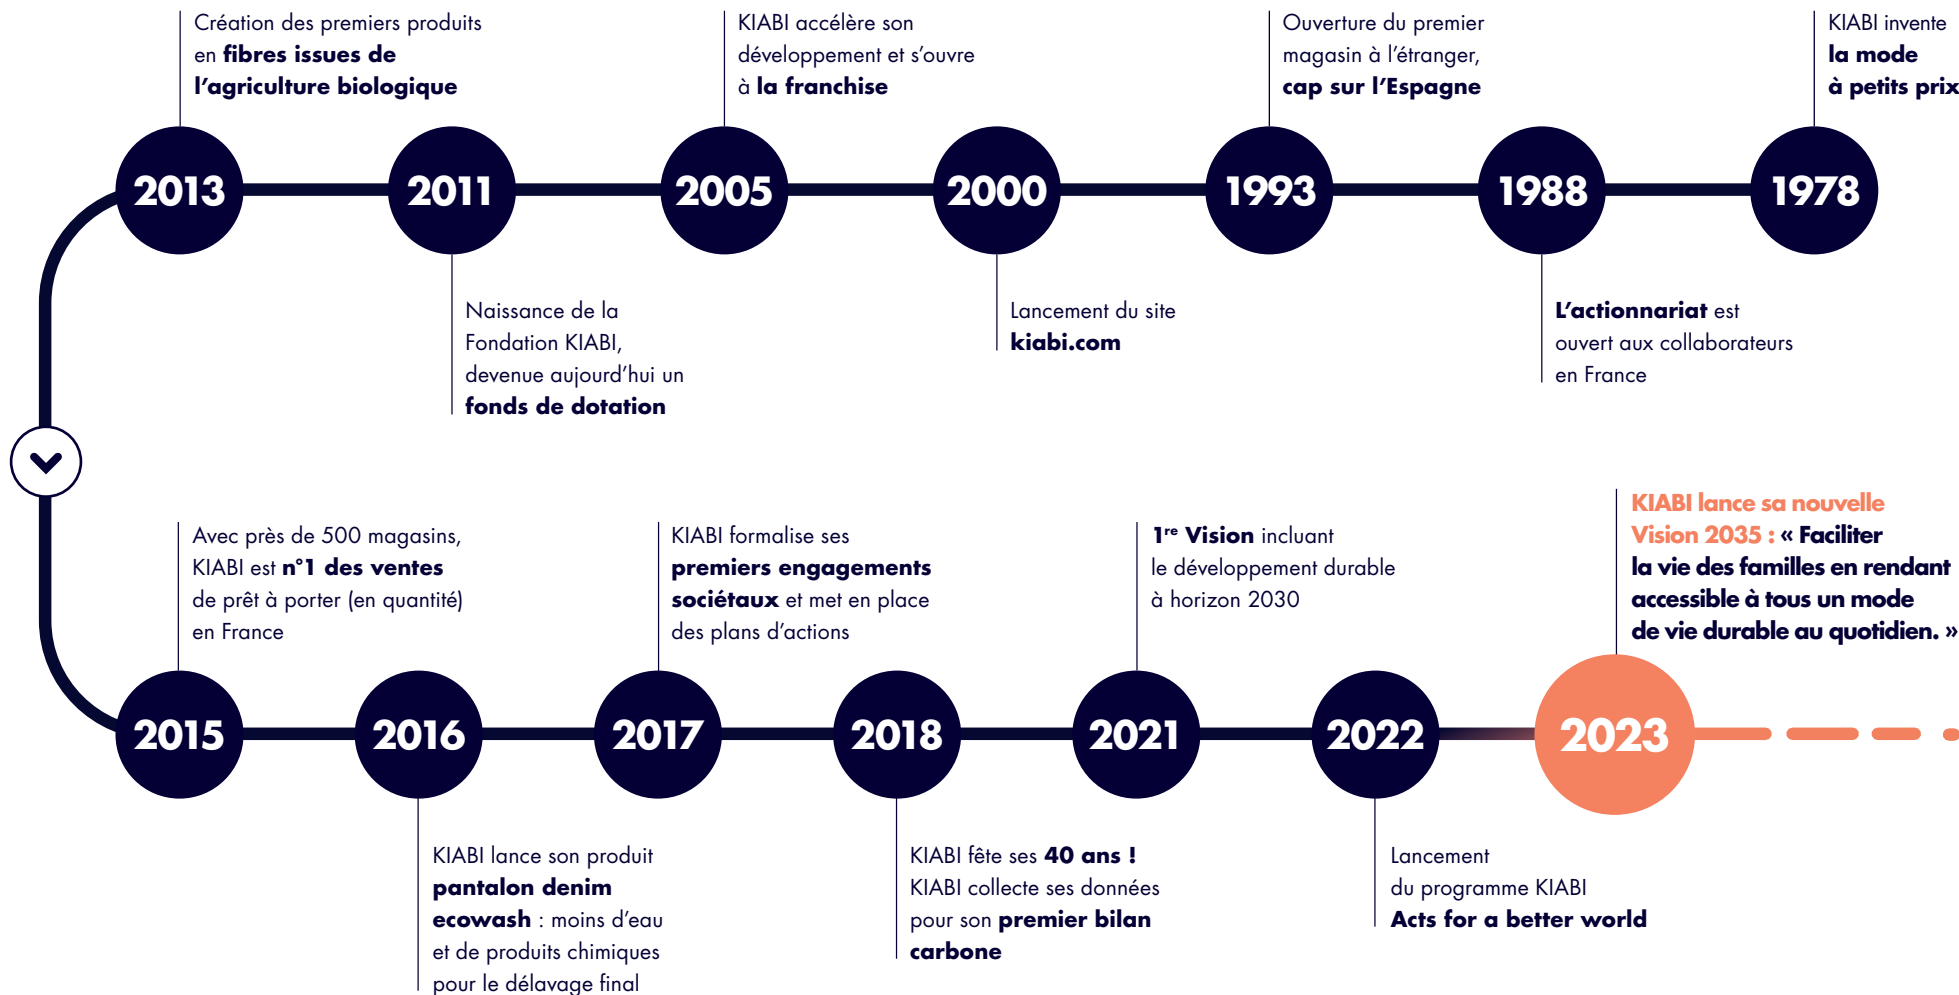 Création des premiers produits
en fibres issues de
l’agriculture biologique
KIABI accélère son
développement et s’ouvre
à la franchise
Ouverture du premier
magasin à l’étranger,
cap sur l’Espagne
KIABI invente
la mode
à petits prix
2013
2011
2005
2000
1993
1988
1978
Naissance de la
Fondation KIABI,
devenue aujourd’hui un
fonds de dotation
Lancement du site
kiabi.com
L’actionnariat est
ouvert aux collaborateurs
en France
Avec près de 500 magasins,
KIABI est n°1 des ventes
de prêt à porter (en quantité)
en France
KIABI formalise ses
premiers engagements
sociétaux et met en place
des plans d’actions
1re Vision incluant
le développement durable
à horizon 2030
KIABI lance sa nouvelle
Vision 2035 : « Faciliter
la vie des familles en rendant
accessible à tous un mode
de vie durable au quotidien. »
2015
2016
2017
2018
2021
2022
2023
KIABI lance son produit
pantalon denim
ecowash : moins d’eau
et de produits chimiques
pour le délavage final
KIABI fête ses 40 ans !
KIABI collecte ses données
pour son premier bilan
carbone
Lancement
du programme KIABI
Acts for a better world